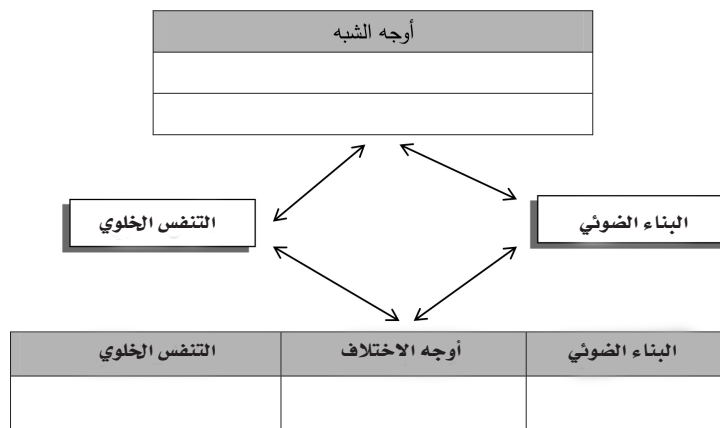 أوجه الشبه
البناء الضوئي
التنفس الخلوي
البناء الضوئي
أوجه الاختلاف
التنفس الخلوي